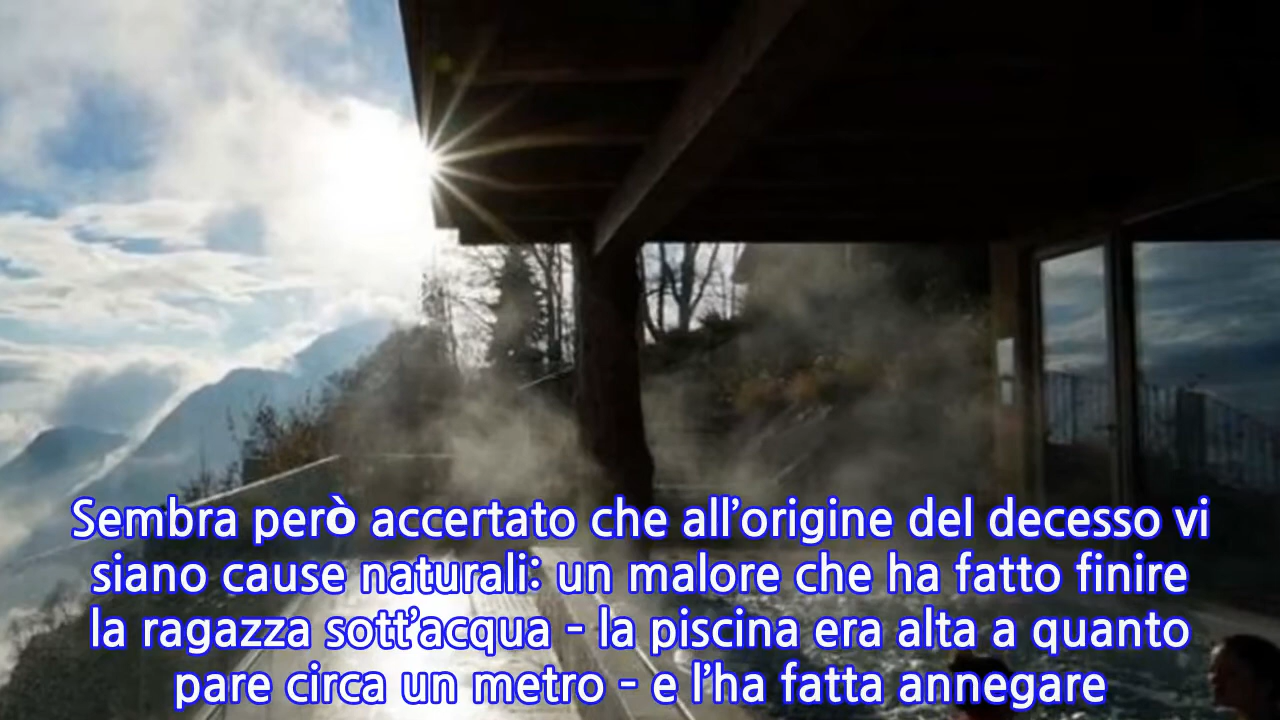 Sembra però accertato che all'origine del decesso vi
siano cause naturali: un malore che ha fatto finire
la ragazza sott'acqua - la piscina era alta a quanto
pare circa un metro - e l'ha fatta annegare